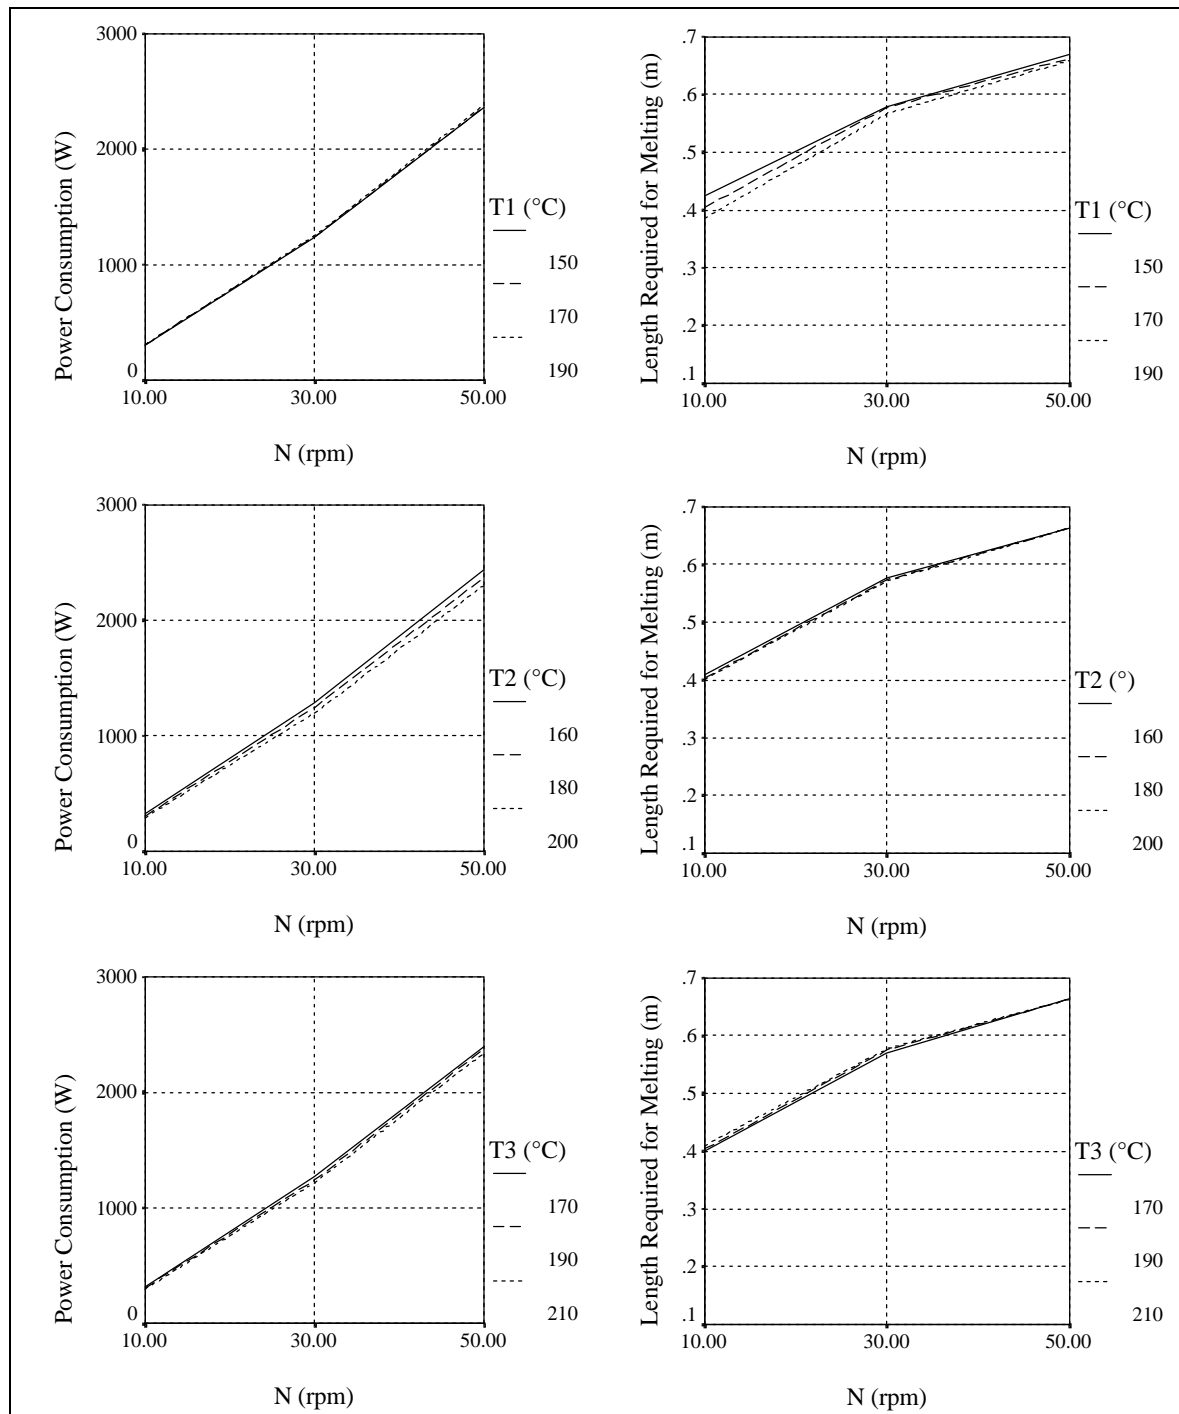 Power Consumption (W)
3000
2000
1000
0
10.00 30.00 50.00
N (rpm)
T1 (°C)
150
170
190
Length Required for Melting (m)
.7
.6
.5
.4
.3
.2
.1
10.00 30.00 50.00
N (rpm)
T1 (°C)
150
170
190
Power Consumption (W)
3000
2000
1000
0
10.00 30.00 50.00
N (rpm)
T2 (°C)
160
180
200
Length Required for Melting (m)
.7
.6
.5
.4
.3
.2
.1
10.00 30.00 50.00
N (rpm)
T2 (°)
160
180
200
Power Consumption (W)
3000
2000
1000
0
10.00 30.00 50.00
N (rpm)
T3 (°C)
170
190
210
Length Required for Melting (m)
.7
.6
.5
.4
.3
.2
.1
10.00 30.00 50.00
N (rpm)
T3 (°C)
170
190
210